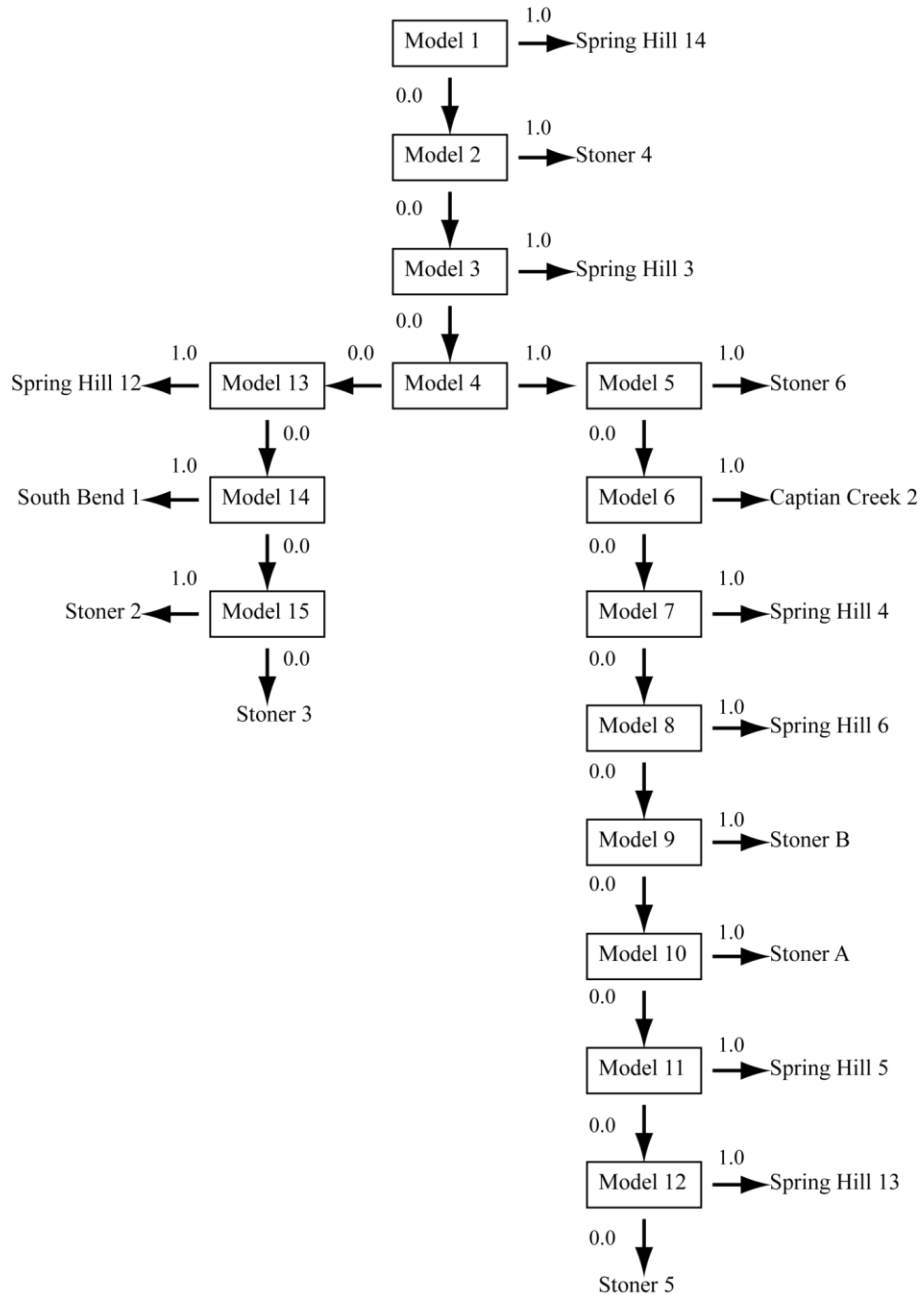 1.0
Model 1
Spring Hill 14
0.0
1.0
Model 2
Stoner 4
0.0
1.0
Model 3
Spring Hill 3
0.0
1.0 0.0 1.0 1.0
Spring Hill 12 Model 13 Model 4 Model 5 Stoner 6
0.0 0.0
1.0 1.0
South Bend 1 Model 14 Model 6 Captian Creek 2
0.0 0.0
1.0 1.0
Stoner 2 Model 15 Model 7 Spring Hill 4
0.0 0.0
Stoner 3
1.0
Model 8 Spring Hill 6
0.0
1.0
Model 9 Stoner B
0.0
1.0
Model 10 Stoner A
0.0
1.0
Model 11 Spring Hill 5
0.0
1.0
Model 12 Spring Hill 13
0.0
Stoner 5